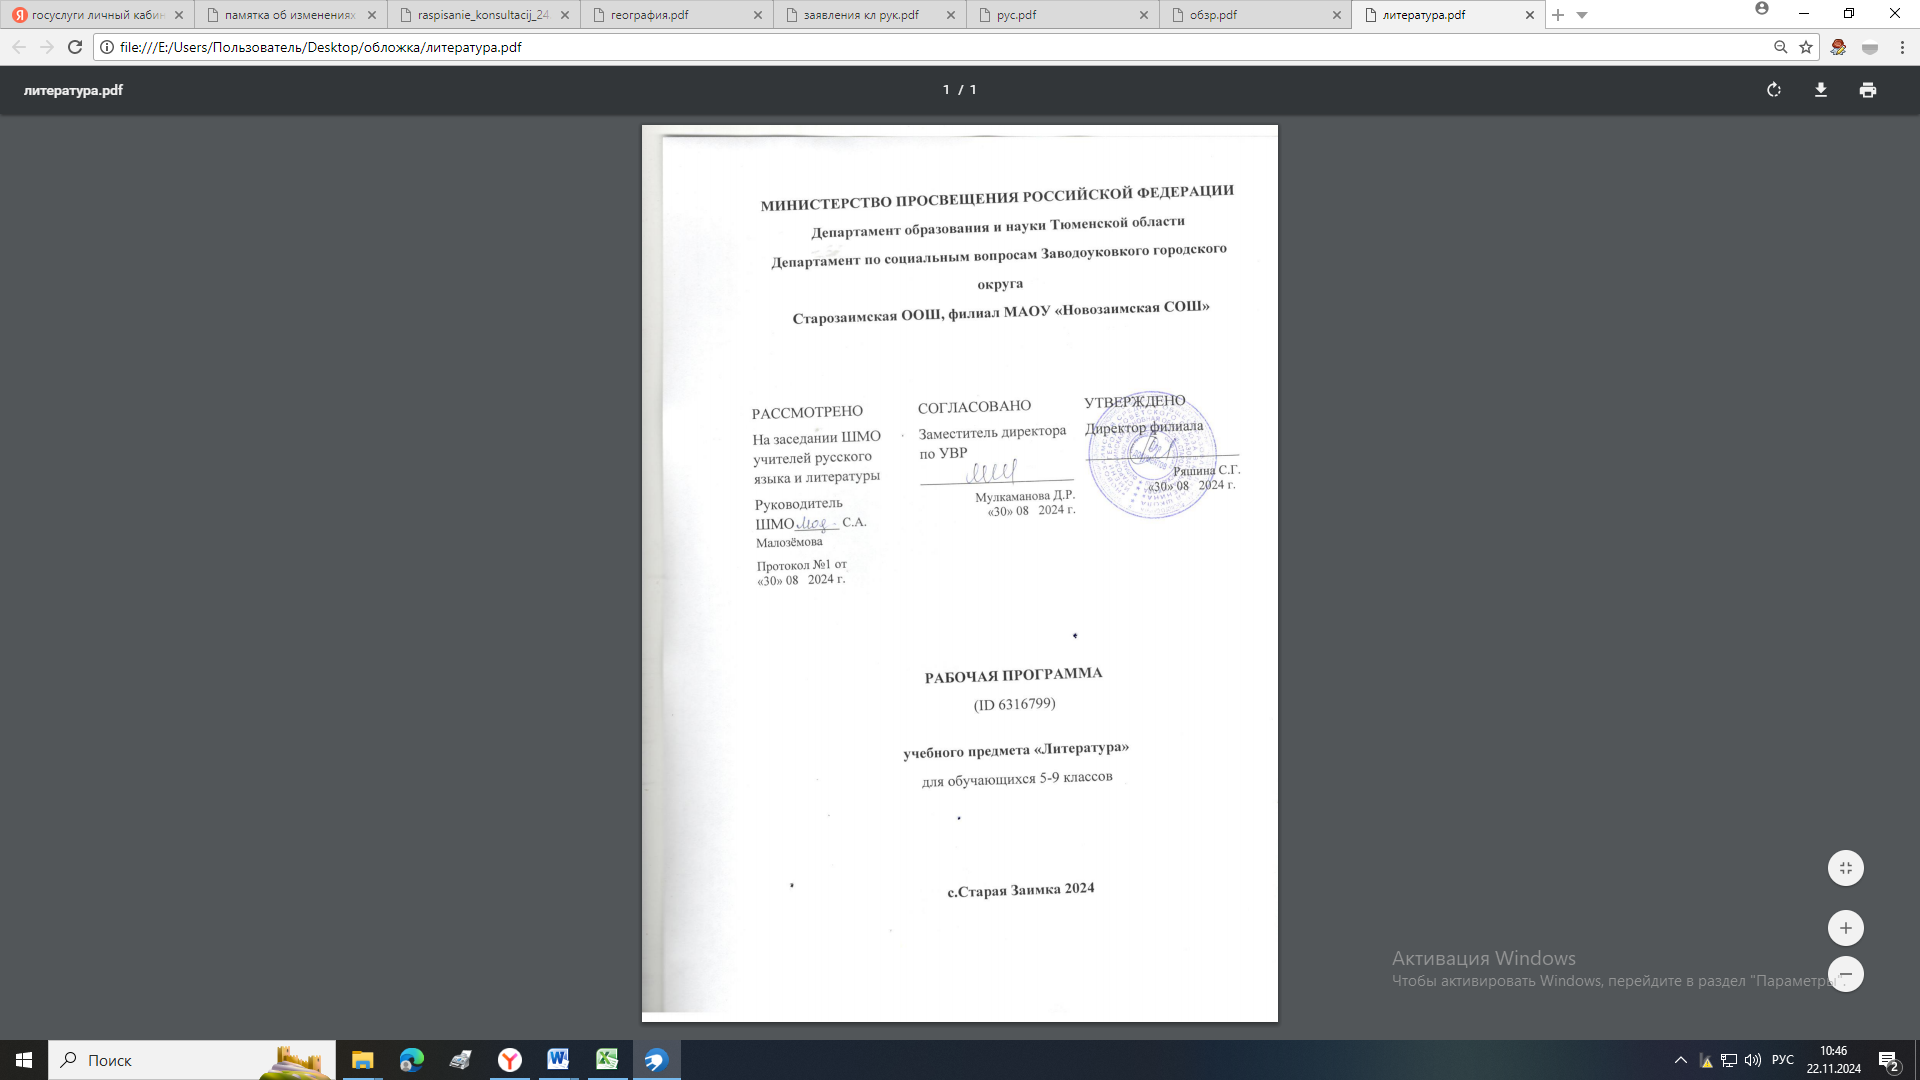 госуслуги личный кабин
памятка об изменениях
raspisanie_konsultacij_24
география.pdf
заявления кл рук.pdf
рус.pdf
обзр.pdf
литература.pdf
file:///E:/Users/Пользователь/Desktop/обложка/литература.pdf
литература.pdf
1 / 1
МИНИСТЕРСТВО ПРОСВЕЩЕНИЯ РОССИЙСКОЙ ФЕДЕРАЦИИ
Департамент образования и науки Тюменской области
Департамент по социальным вопросам Заводоуковкого городского
округа
Старозаимская ООШ, филиал МАОУ «Новозаимская СОШ»
РАССМОТРЕНО
На заседании ШМО
учителей русского
языка и литературы
Руководитель
ШМО С.А.
Малозёмова
Протокол №1 от
«30» 08 2024 г.
СОГЛАСОВАНО
Заместитель директора
по УВР
Мулкаманова Д.Р.
«30» 08 2024 г.
УТВЕРЖДЕНО
Директор филиала
Ряшина С.Г.
«30» 08 2024 г.
РАБОЧАЯ ПРОГРАММА
(ID 6316799)
учебного предмета «Литература»
для обучающихся 5-9 классов
с.Старая Заимка 2024
Активация Windows
Чтобы активировать Windows, перейдите в раздел "Параметры".
Поиск
РУС
10:46
22.11.2024
2